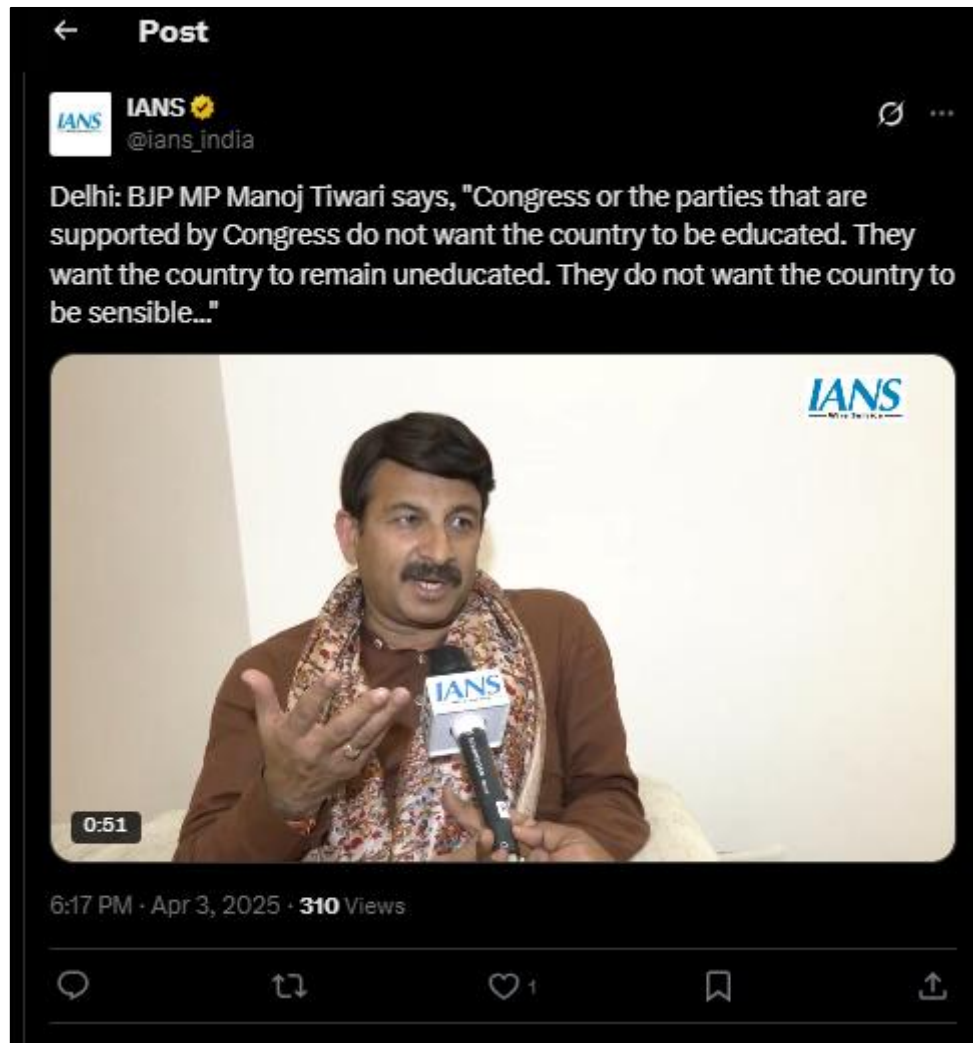 Post
IANS
IANS
@ians_india
Delhi: BJP MP Manoj Tiwari says, "Congress or the parties that are
supported by Congress do not want the country to be educated. They
want the country to remain uneducated. They do not want the country to
be sensible..."
IANS
Wire Service
IANS
0:51
6:17 PM · Apr 3, 2025 · 310 Views
1